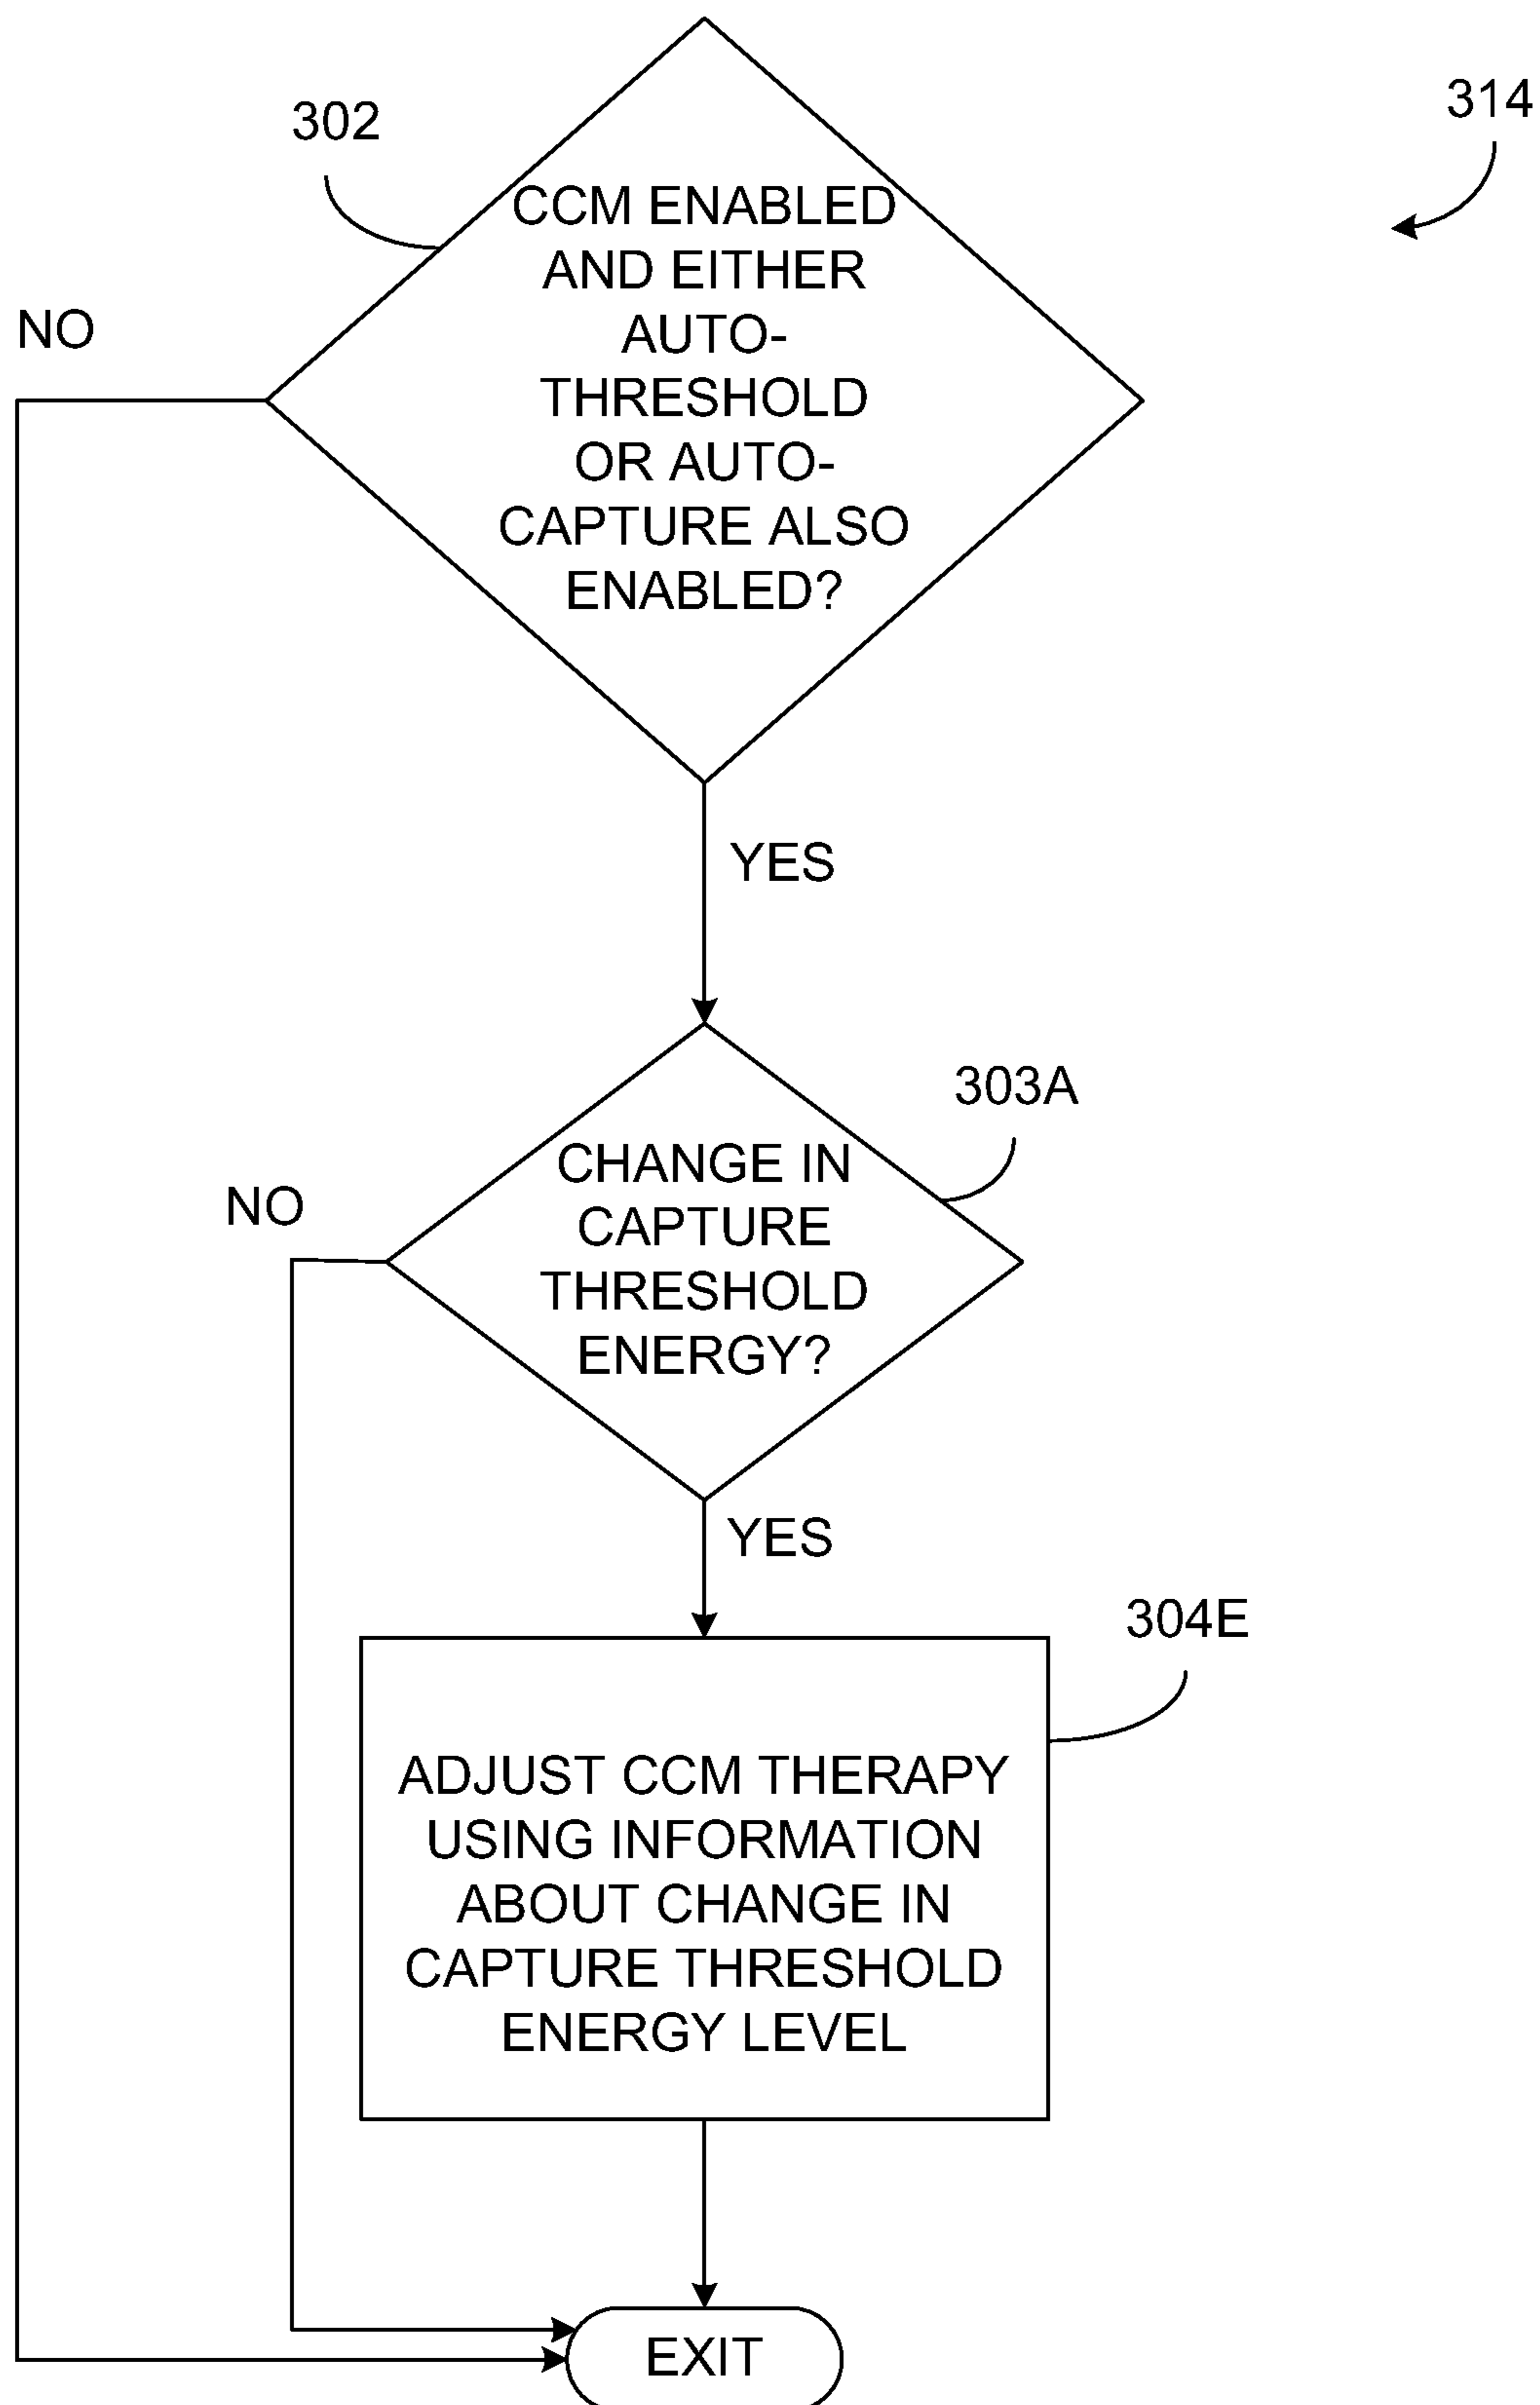 314
302
CCM ENABLED
AND EITHER
AUTO-
THRESHOLD
OR AUTO-
CAPTURE ALSO
ENABLED?
NO
YES
303A
CHANGE IN
CAPTURE
THRESHOLD
ENERGY?
NO
YES
304E
ADJUST CCM THERAPY
USING INFORMATION
ABOUT CHANGE IN
CAPTURE THRESHOLD
ENERGY LEVEL
EXIT